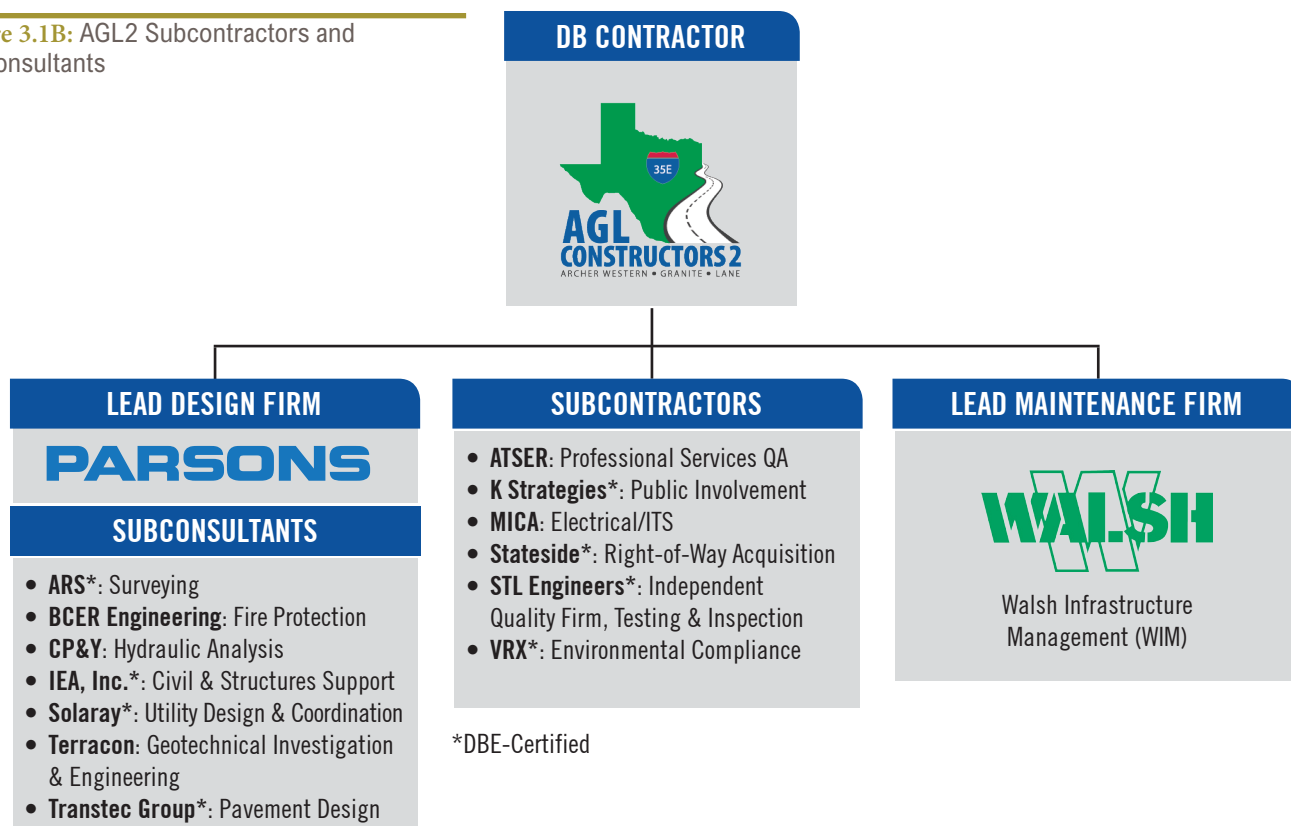 re 3.1B: AGL2 Subcontractors and
onsultants
DB CONTRACTOR
35E
AGL
CONSTRUCTORS 2
ARCHER WESTERN • GRANITE • LANE
LEAD DESIGN FIRM
PARSONS
SUBCONSULTANTS
• ARS*: Surveying
• BCER Engineering: Fire Protection
• CP&Y: Hydraulic Analysis
• IEA, Inc.*: Civil & Structures Support
• Solaray*: Utility Design & Coordination
• Terracon: Geotechnical Investigation
& Engineering
• Transtec Group*: Pavement Design
SUBCONTRACTORS
• ATSER: Professional Services QA
• K Strategies*: Public Involvement
• MICA: Electrical/ITS
• Stateside*: Right-of-Way Acquisition
• STL Engineers*: Independent
Quality Firm, Testing & Inspection
• VRX*: Environmental Compliance
*DBE-Certified
LEAD MAINTENANCE FIRM
WALSH
Walsh Infrastructure
Management (WIM)